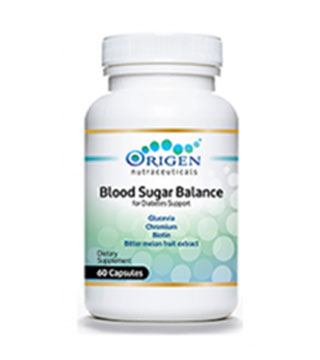 ORIGEN
nutraceuticals
Blood Sugar Balance
for Diabetes Support
Glucevia
Chromium
Biotin
Bitter melon fruit extract
Dietary
Supplement
60 Capsules